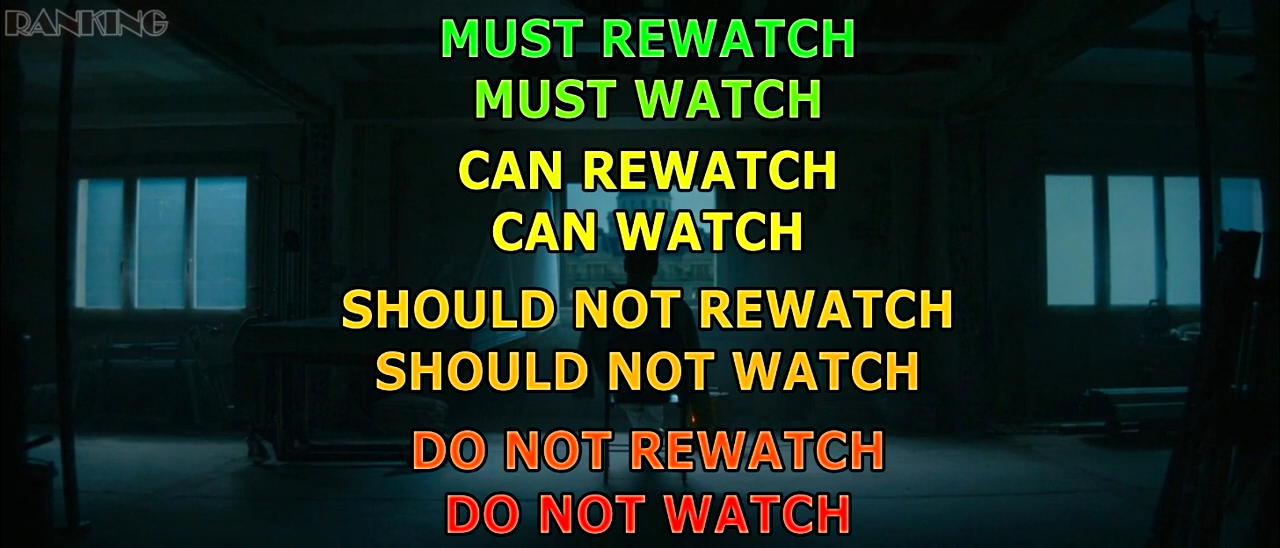 RANKING
MUST REWATCH
MUST WATCH
CAN REWATCH
CAN WATCH
SHOULD NOT REWATCH
SHOULD NOT WATCH
DO NOT REWATCH
DO NOT WATCH